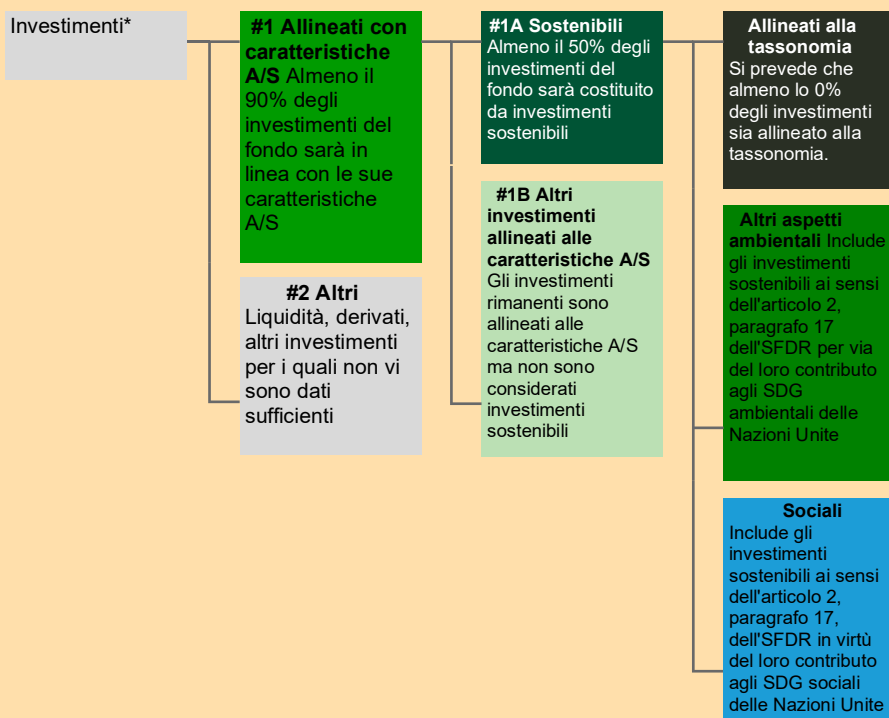 Investimenti*
#1 Allineati con
caratteristiche
A/S Almeno il
90% degli
investimenti del
fondo sarà in
linea con le sue
caratteristiche
A/S
#2 Altri
Liquidità, derivati,
altri investimenti
per i quali non vi
sono dati
sufficienti
#1A Sostenibili
Almeno il 50% degli
investimenti del
fondo sarà costituito
da investimenti
sostenibili
#1B Altri
investimenti
allineati alle
caratteristiche A/S
Gli investimenti
rimanenti sono
allineati alle
caratteristiche A/S
ma non sono
considerati
investimenti
sostenibili
Allineati alla
tassonomia
Si prevede che
almeno lo 0%
degli investimenti
sia allineato alla
tassonomia.
Altri aspetti
ambientali Include
gli investimenti
sostenibili ai sensi
dell'articolo 2,
paragrafo 17
dell'SFDR per via
del loro contributo
agli SDG
ambientali delle
Nazioni Unite
Sociali
Include gli
investimenti
sostenibili ai sensi
dell'articolo 2,
paragrafo 17,
dell'SFDR in virtù
del loro contributo
agli SDG sociali
delle Nazioni Unite